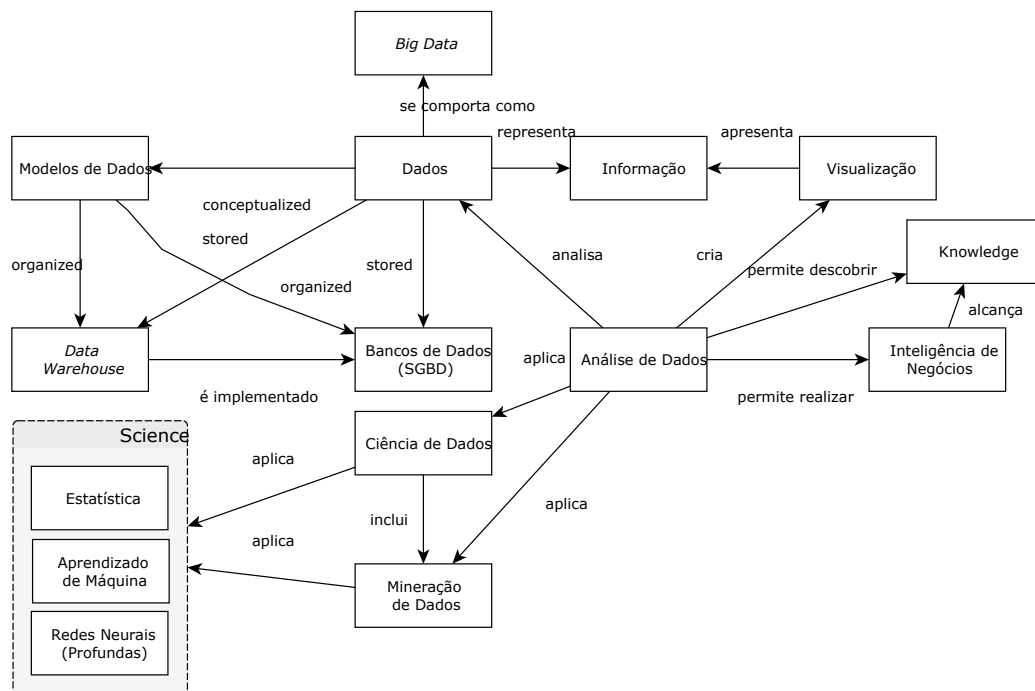 Big Data
se comporta como
representa
apresenta
Modelos de Dados
Dados
Informação
Visualização
conceptualized
stored
organized
organized
stored
analisa
cria
permite descobrir
Knowledge
alcança
Data
Warehouse
Bancos de Dados
(SGBD)
aplica
Análise de Dados
Inteligência de
Negócios
é implementado
permite realizar
Science
Ciência de Dados
aplica
Estatística
inclui
aplica
aplica
Aprendizado
de Máquina
Mineração
de Dados
Redes Neurais
(Profundas)